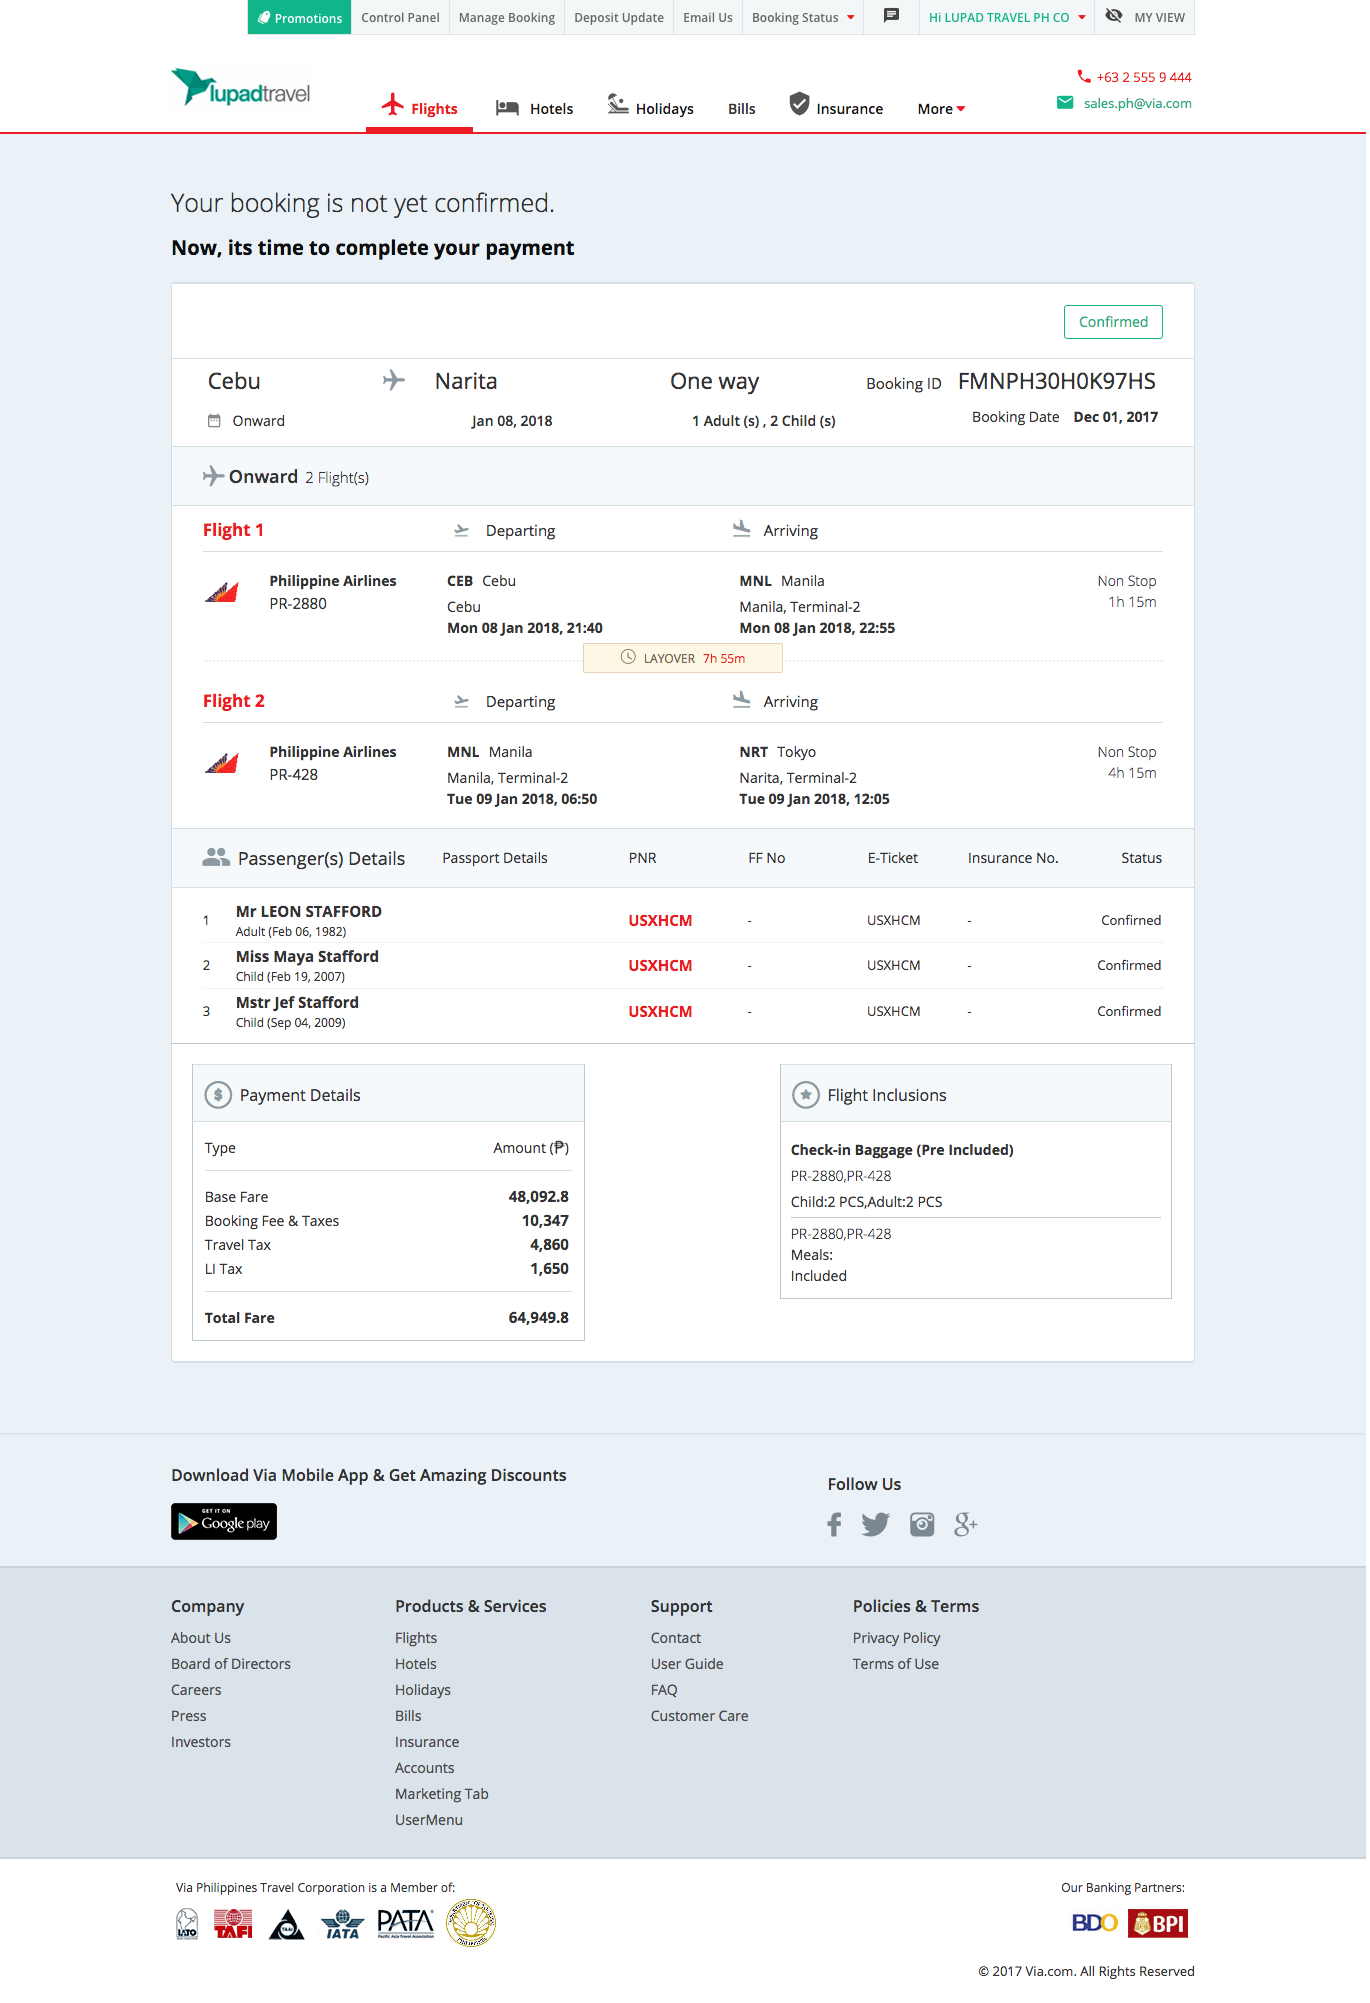 Promotions Control Panel Manage Booking Deposit Update Email Us Booking Status Hi LUPAD TRAVEL PH CO MY VIEW
lupadtravel
Flights Hotels Holidays Bills Insurance More
+63 2 555 9 444
sales.ph@via.com
Your booking is not yet confirmed.
Now, its time to complete your payment
Confirmed
Cebu Narita One way Booking ID FMNPH30H0K97HS
Onward Jan 08, 2018 1 Adult (s) , 2 Child (s) Booking Date Dec 01, 2017
Onward 2 Flight(s)
Flight 1 Departing Arriving
Philippine Airlines CEB Cebu MNL Manila Non Stop
PR-2880 Cebu Manila, Terminal-2 1h 15m
Mon 08 Jan 2018, 21:40 Mon 08 Jan 2018, 22:55
LAYOVER 7h 55m
Flight 2 Departing Arriving
Philippine Airlines MNL Manila NRT Tokyo Non Stop
PR-428 Manila, Terminal-2 Narita, Terminal-2 4h 15m
Tue 09 Jan 2018, 06:50 Tue 09 Jan 2018, 12:05
Passenger(s) Details Passport Details PNR FF No E-Ticket Insurance No. Status
1 Mr LEON STAFFORD USXHCM - USXHCM - Confirned
Adult (Feb 06, 1982)
2 Miss Maya Stafford USXHCM - USXHCM - Confirmed
Child (Feb 19, 2007)
3 Mstr Jef Stafford USXHCM - USXHCM - Confirmed
Child (Sep 04, 2009)
$ Payment Details
Type Amount (₱)
Base Fare 48,092.8
Booking Fee & Taxes 10,347
Travel Tax 4,860
LI Tax 1,650
Total Fare 64,949.8
Flight Inclusions
Check-in Baggage (Pre Included)
PR-2880,PR-428
Child:2 PCS,Adult:2 PCS
PR-2880,PR-428
Meals:
Included
Download Via Mobile App & Get Amazing Discounts
GET IT ON
Google play
Follow Us
Company
About Us
Board of Directors
Careers
Press
Investors
Products & Services
Flights
Hotels
Holidays
Bills
Insurance
Accounts
Marketing Tab
UserMenu
Support
Contact
User Guide
FAQ
Customer Care
Policies & Terms
Privacy Policy
Terms of Use
Via Philippines Travel Corporation is a Member of:
IATO TAFI IATA PATA
Pacific Asia Travel Association
Our Banking Partners:
BDO BPI
© 2017 Via.com. All Rights Reserved